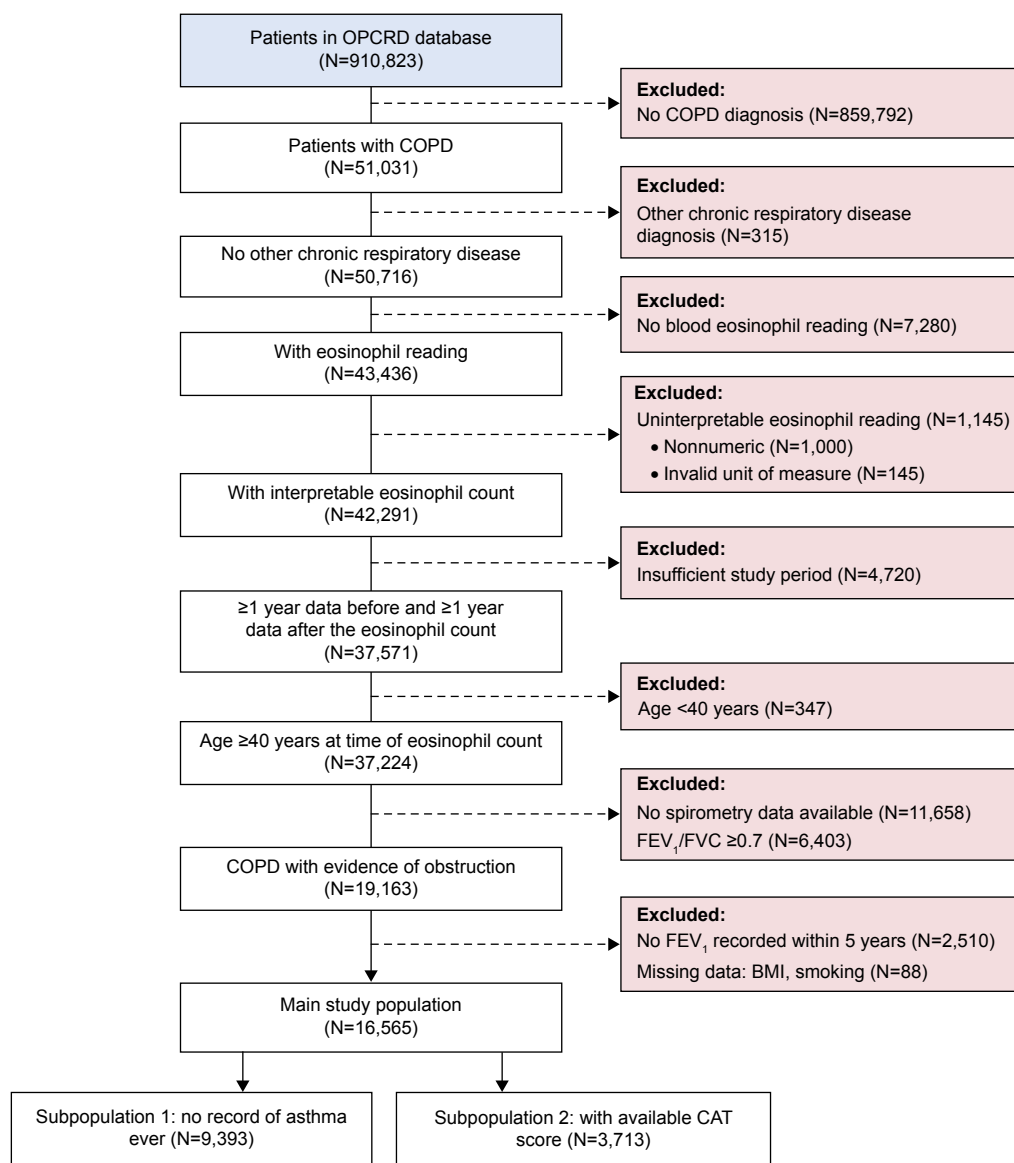 Patients in OPCRD database
(N=910,823)
Excluded:
No COPD diagnosis (N=859,792)
Patients with COPD
(N=51,031)
Excluded:
Other chronic respiratory disease
diagnosis (N=315)
No other chronic respiratory disease
(N=50,716)
Excluded:
No blood eosinophil reading (N=7,280)
With eosinophil reading
(N=43,436)
Excluded:
Uninterpretable eosinophil reading (N=1,145)
• Nonnumeric (N=1,000)
• Invalid unit of measure (N=145)
With interpretable eosinophil count
(N=42,291)
Excluded:
Insufficient study period (N=4,720)
≥1 year data before and ≥1 year
data after the eosinophil count
(N=37,571)
Excluded:
Age <40 years (N=347)
Age ≥40 years at time of eosinophil count
(N=37,224)
Excluded:
No spirometry data available (N=11,658)
FEV₁/FVC ≥0.7 (N=6,403)
COPD with evidence of obstruction
(N=19,163)
Excluded:
No FEV₁ recorded within 5 years (N=2,510)
Missing data: BMI, smoking (N=88)
Main study population
(N=16,565)
Subpopulation 1: no record of asthma
ever (N=9,393)
Subpopulation 2: with available CAT
score (N=3,713)